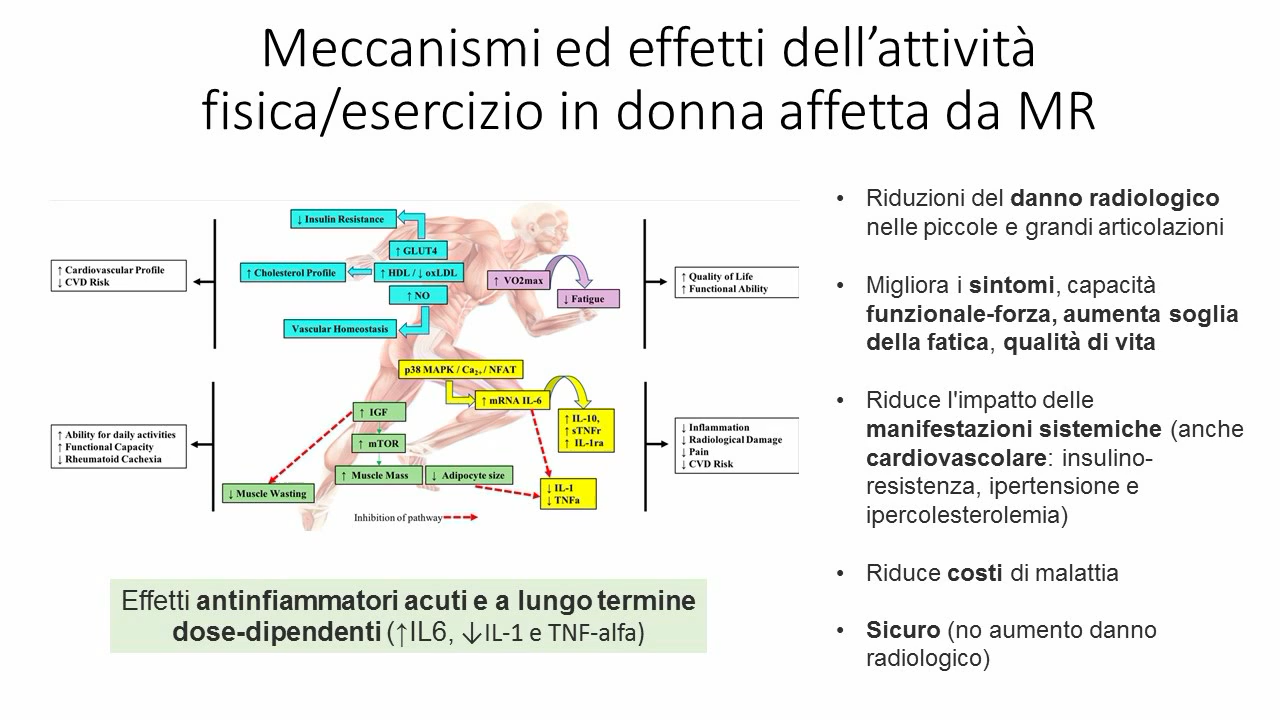 Meccanismi ed effetti dell'attività
fisica/esercizio in donna affetta da MR
↓ Insulin Resistance
↑ GLUT4
↑ Cholesterol Profile
↑ HDL / ↓ oxLDL
↑ NO
Vascular Homeostasis
↑ VO2max
↓ Fatigue
↑ Cardiovascular Profile
↓ CVD Risk
↑ Quality of Life
↑ Functional Ability
p38 MAPK / Ca2+/ NFAT
↑ mRNA IL-6
↑ IL-10,
↑ sTNFr
↑ IL-1ra
↑ IGF
↑ mTOR
↑ Muscle Mass
↓ Adipocyte size
↓ Muscle Wasting
↓ IL-1
↓ TNFa
↑ Ability for daily activities
↑ Functional Capacity
↓ Rheumatoid Cachexia
↓ Inflammation
↓ Radiological Damage
↓ Pain
↓ CVD Risk
Inhibition of pathway
Effetti antinfiammatori acuti e a lungo termine
dose-dipendenti (↑IL6, ↓IL-1 e TNF-alfa)
• Riduzioni del danno radiologico
nelle piccole e grandi articolazioni
• Migliora i sintomi, capacità
funzionale-forza, aumenta soglia
della fatica, qualità di vita
• Riduce l'impatto delle
manifestazioni sistemiche (anche
cardiovascolare: insulino-
resistenza, ipertensione e
ipercolesterolemia)
• Riduce costi di malattia
• Sicuro (no aumento danno
radiologico)